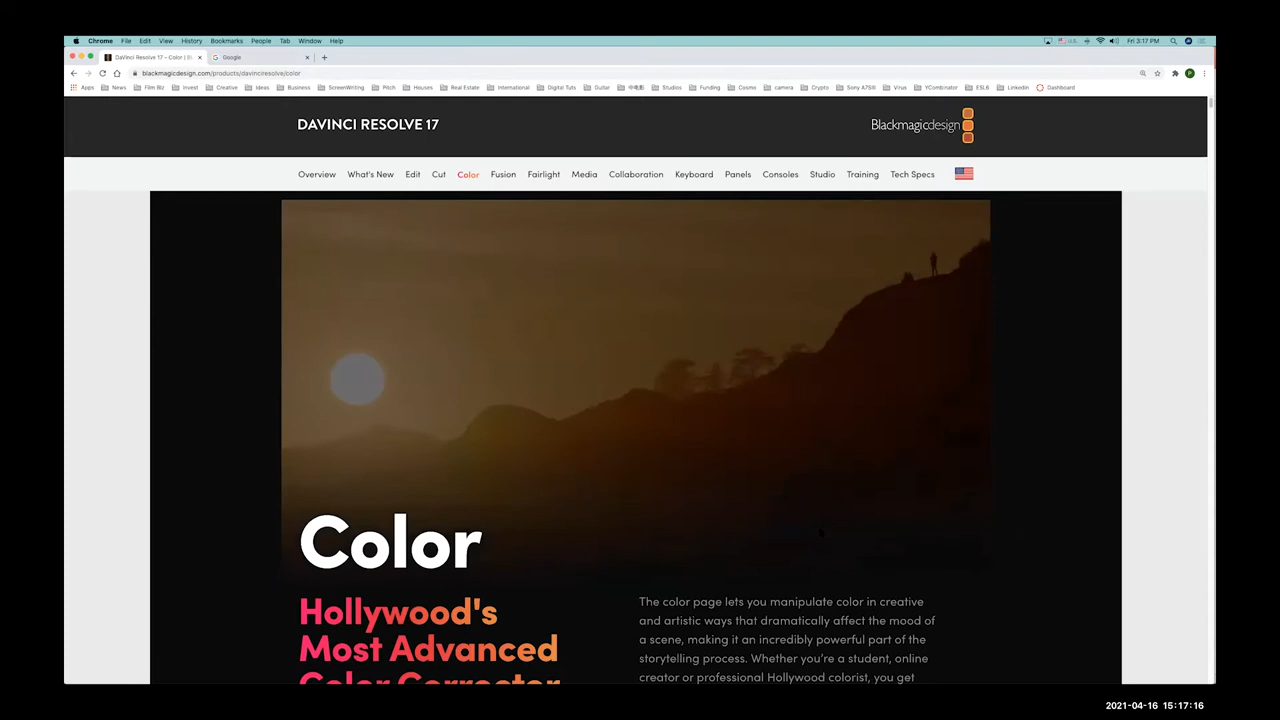 Chrome File Edit View History Bookmarks People Tab Window Help
U.S. Fri 3:17 PM
DaVinci Resolve 17 – Color | Bl
Google
blackmagicdesign.com/products/davinciresolve/color
Apps News Film Biz Invest Creative Ideas Business ScreenWriting Pitch Houses Real Estate International Digital Tuts Guitar Studios Funding Cosmo camera Crypto Sony A7SIII Virus YCombinator ESL6 Linkedin Dashboard
DAVINCI RESOLVE 17
Blackmagicdesign
Overview What's New Edit Cut Color Fusion Fairlight Media Collaboration Keyboard Panels Consoles Studio Training Tech Specs
Color
Hollywood's
Most Advanced
Color Corrector
The color page lets you manipulate color in creative
and artistic ways that dramatically affect the mood of
a scene, making it an incredibly powerful part of the
storytelling process. Whether you're a student, online
creator or professional Hollywood colorist, you get
2021-04-16 15:17:16